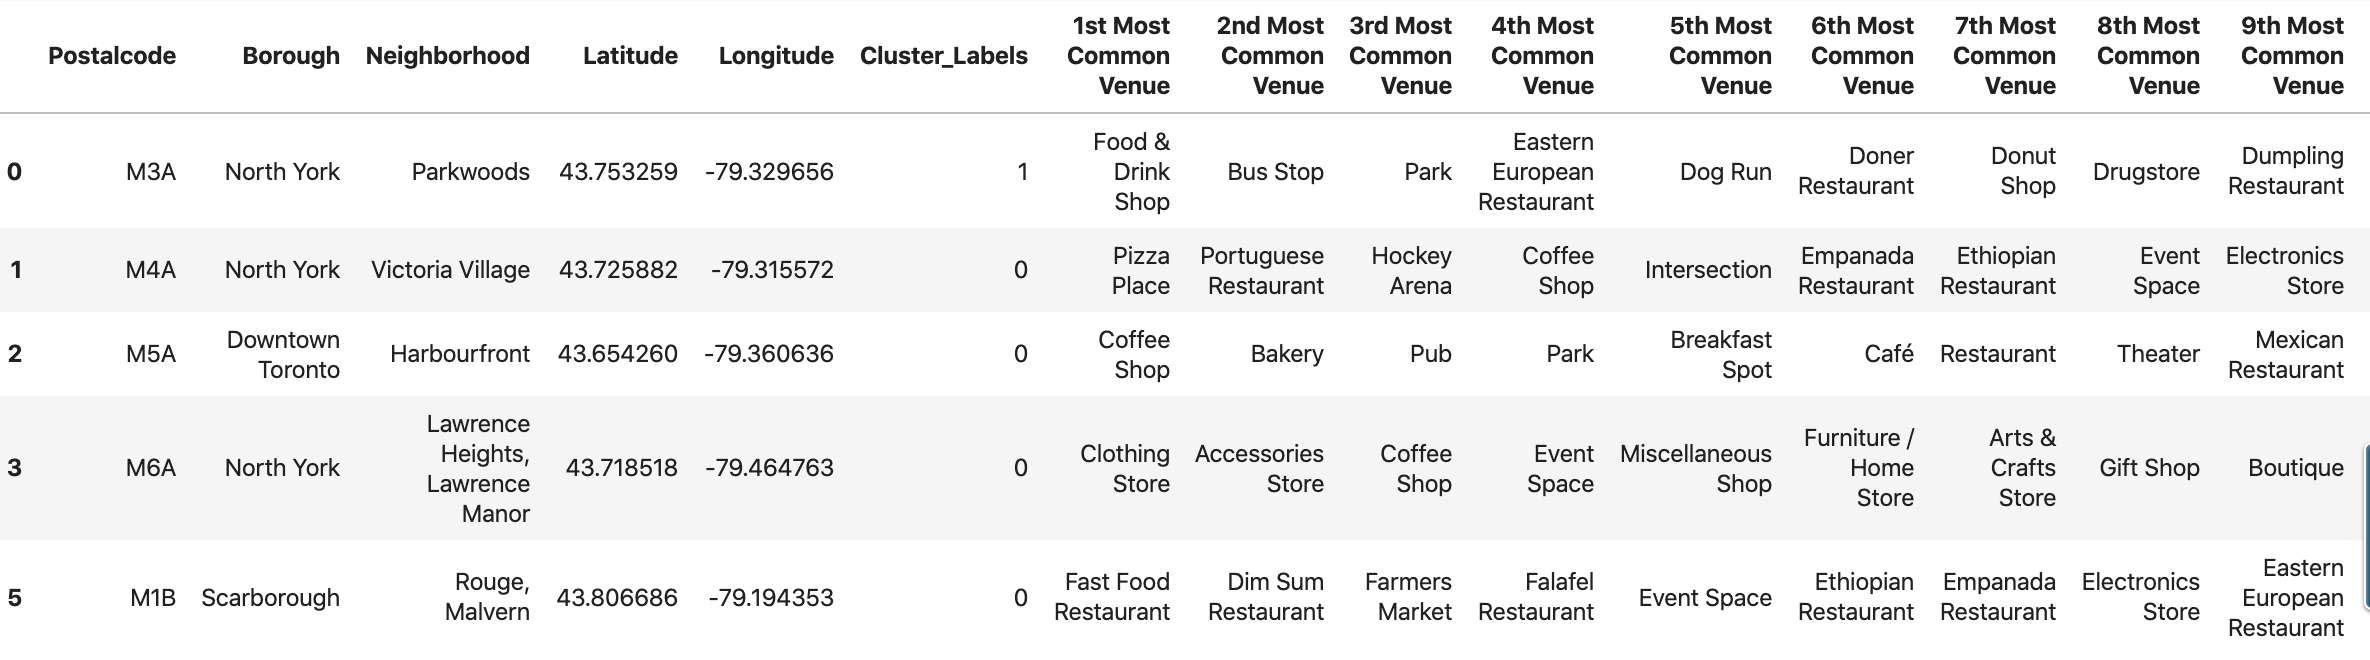 Postalcode Borough Neighborhood Latitude Longitude Cluster_Labels 1st Most Common Venue 2nd Most Common Venue 3rd Most Common Venue 4th Most Common Venue 5th Most Common Venue 6th Most Common Venue 7th Most Common Venue 8th Most Common Venue 9th Most Common Venue
0 M3A North York Parkwoods 43.753259 -79.329656 1 Food & Drink Shop Bus Stop Park Eastern European Restaurant Dog Run Doner Restaurant Donut Shop Drugstore Dumpling Restaurant
1 M4A North York Victoria Village 43.725882 -79.315572 0 Pizza Place Portuguese Restaurant Hockey Arena Coffee Shop Intersection Empanada Restaurant Ethiopian Restaurant Event Space Electronics Store
2 M5A Downtown Toronto Harbourfront 43.654260 -79.360636 0 Coffee Shop Bakery Pub Park Breakfast Spot Café Restaurant Theater Mexican Restaurant
3 M6A North York Lawrence Heights, Lawrence Manor 43.718518 -79.464763 0 Clothing Store Accessories Store Coffee Shop Event Space Miscellaneous Shop Furniture / Home Store Arts & Crafts Store Gift Shop Boutique
5 M1B Scarborough Rouge, Malvern 43.806686 -79.194353 0 Fast Food Restaurant Dim Sum Restaurant Farmers Market Falafel Restaurant Event Space Ethiopian Restaurant Empanada Restaurant Electronics Store Eastern European Restaurant